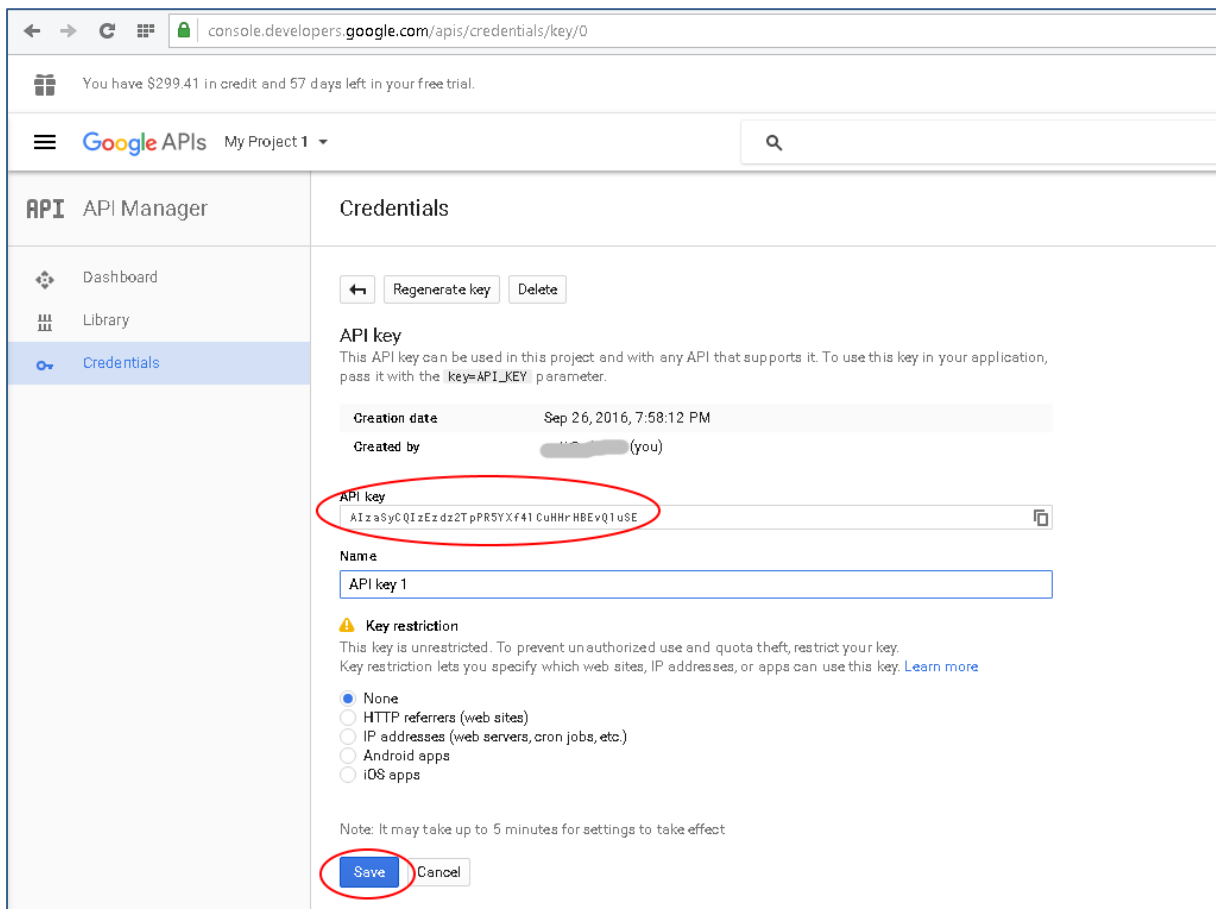 console.developers.google.com/apis/credentials/key/0
You have $299.41 in credit and 57 days left in your free trial.
Google APIs My Project 1
API API Manager
Credentials
Dashboard
Library
Credentials
Regenerate key Delete
API key
This API key can be used in this project and with any API that supports it. To use this key in your application,
pass it with the key=API_KEY parameter.
Creation date Sep 26, 2016, 7:58:12 PM
Created by (you)
API key
Name
API key 1
Key restriction
This key is unrestricted. To prevent unauthorized use and quota theft, restrict your key.
Key restriction lets you specify which web sites, IP addresses, or apps can use this key. Learn more
None
HTTP referrers (web sites)
IP addresses (web servers, cron jobs, etc.)
Android apps
iOS apps
Note: It may take up to 5 minutes for settings to take effect
Save Cancel